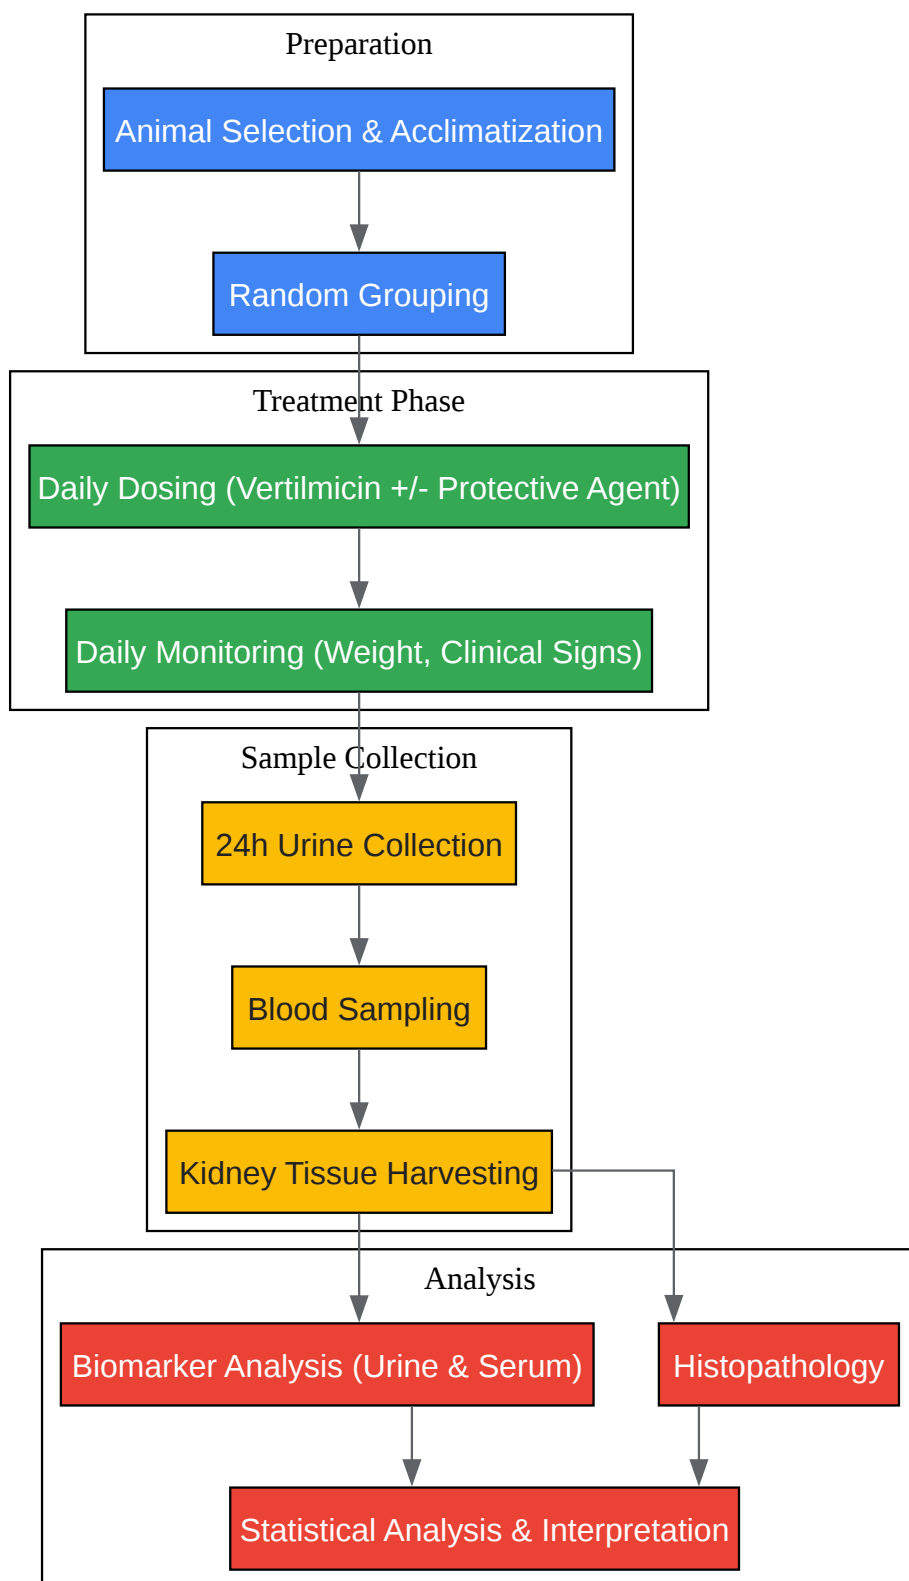 Preparation
Animal Selection & Acclimatization
Random Grouping
Treatment Phase
Daily Dosing (Vertilmicin +/- Protective Agent)
Daily Monitoring (Weight, Clinical Signs)
Sample Collection
24h Urine Collection
Blood Sampling
Kidney Tissue Harvesting
Analysis
Biomarker Analysis (Urine & Serum)
Histopathology
Statistical Analysis & Interpretation